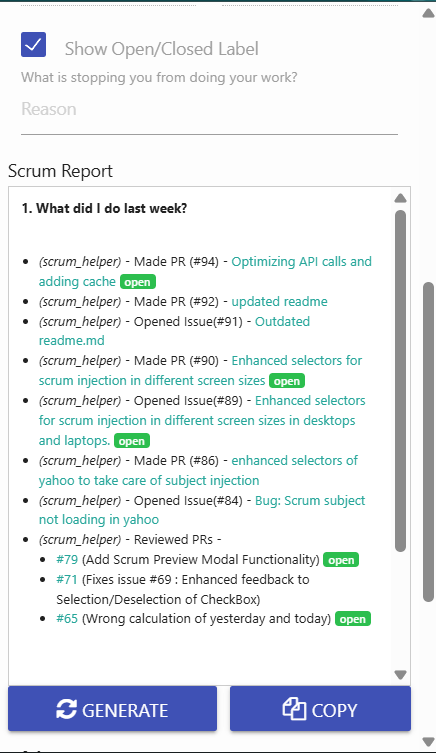 Show Open/Closed Label
What is stopping you from doing your work?
Reason
Scrum Report
1. What did I do last week?
(scrum_helper) - Made PR (#94) - Optimizing API calls and
adding cache open
(scrum_helper) - Made PR (#92) - updated readme
(scrum_helper) - Opened Issue(#91) - Outdated
readme.md
(scrum_helper) - Made PR (#90) - Enhanced selectors for
scrum injection in different screen sizes open
(scrum_helper) - Opened Issue(#89) - Enhanced selectors
for scrum injection in different screen sizes in desktops
and laptops. open
(scrum_helper) - Made PR (#86) - enhanced selectors of
yahoo to take care of subject injection
(scrum_helper) - Opened Issue(#84) - Bug: Scrum subject
not loading in yahoo
(scrum_helper) - Reviewed PRs -
#79 (Add Scrum Preview Modal Functionality) open
#71 (Fixes issue #69 : Enhanced feedback to
Selection/Deselection of CheckBox)
#65 (Wrong calculation of yesterday and today) open
GENERATE
COPY